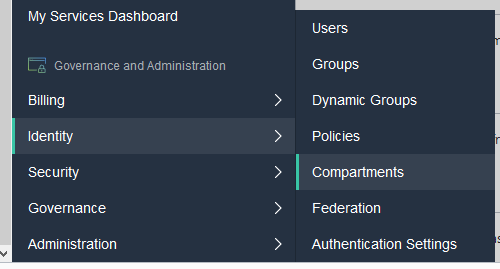 My Services Dashboard
Governance and Administration
Billing
Identity
Security
Governance
Administration
Users
Groups
Dynamic Groups
Policies
Compartments
Federation
Authentication Settings